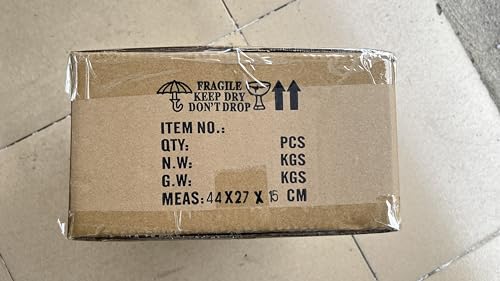 FRAGILE
KEEP DRY
DON'T DROP
ITEM NO.:
QTY: PCS
N.W: KGS
G.W: KGS
MEAS: 44X27 X 15 CM